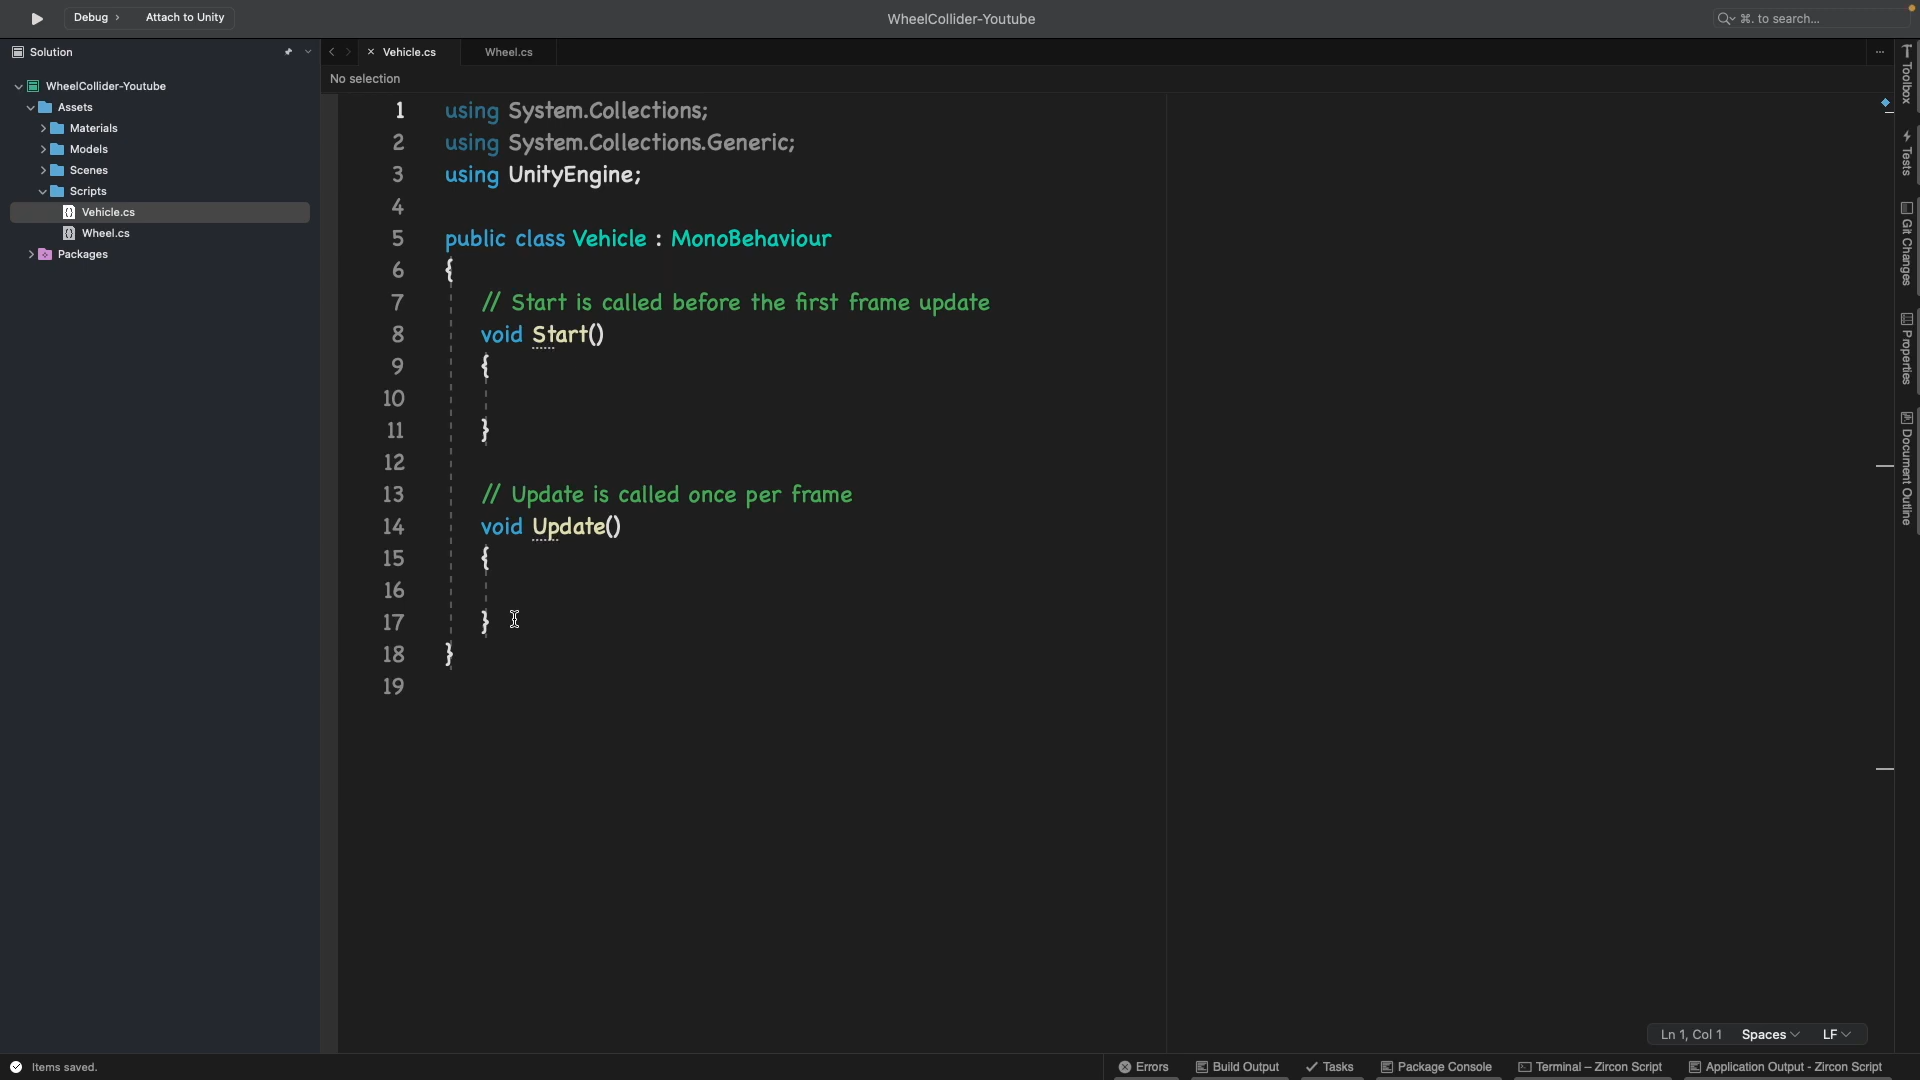 Debug › Attach to Unity
WheelCollider-Youtube
⌘. to search...
Solution
Vehicle.cs
Wheel.cs
No selection
WheelCollider-Youtube
Assets
Materials
Models
Scenes
Scripts
Vehicle.cs
Wheel.cs
Packages
1 using System.Collections;
2 using System.Collections.Generic;
3 using UnityEngine;
4
5 public class Vehicle : MonoBehaviour
6 {
7 // Start is called before the first frame update
8 void Start()
9 {
10
11 }
12
13 // Update is called once per frame
14 void Update()
15 {
16
17 }
18 }
19
Toolbox
Tests
Git Changes
Properties
Document Outline
Ln 1, Col 1 Spaces LF
Items saved.
Errors
Build Output
Tasks
Package Console
Terminal – Zircon Script
Application Output - Zircon Script